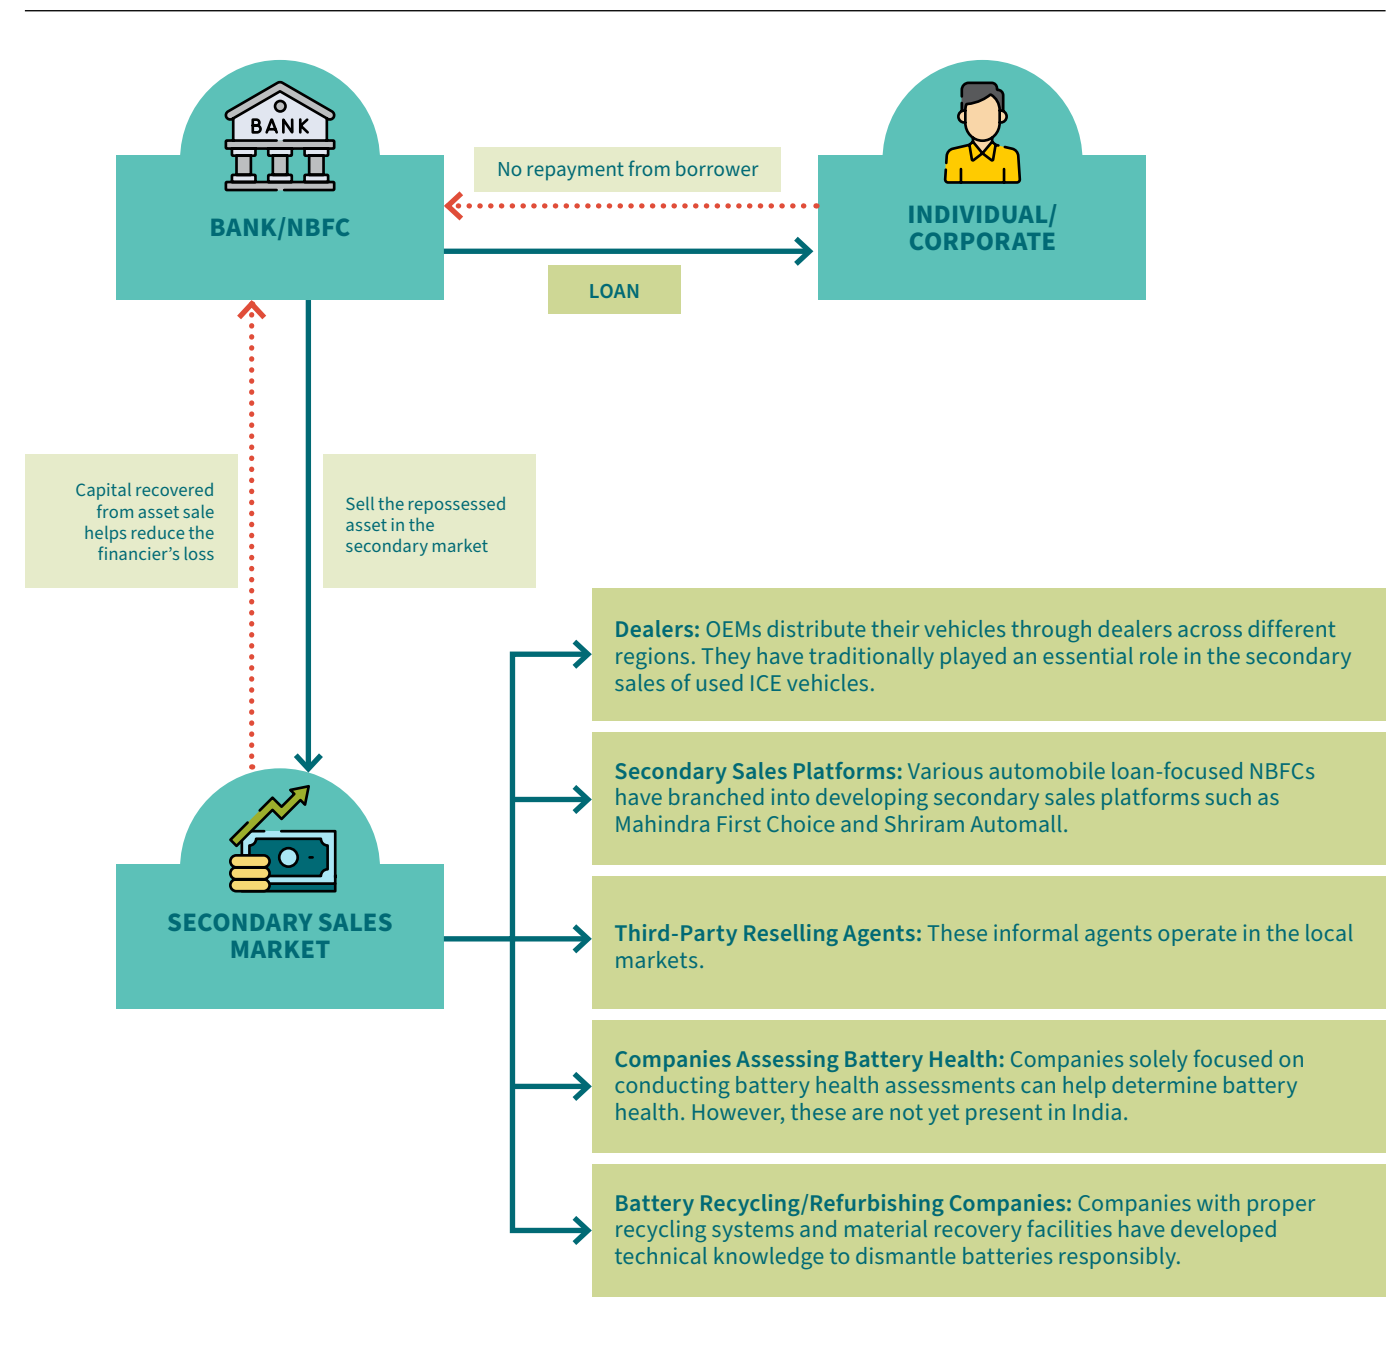 BANK
BANK/NBFC
No repayment from borrower
LOAN
INDIVIDUAL/
CORPORATE
Capital recovered
from asset sale
helps reduce the
financier's loss
Sell the repossessed
asset in the
secondary market
SECONDARY SALES
MARKET
Dealers: OEMs distribute their vehicles through dealers across different
regions. They have traditionally played an essential role in the secondary
sales of used ICE vehicles.
Secondary Sales Platforms: Various automobile loan-focused NBFCs
have branched into developing secondary sales platforms such as
Mahindra First Choice and Shriram Automall.
Third-Party Reselling Agents: These informal agents operate in the local
markets.
Companies Assessing Battery Health: Companies solely focused on
conducting battery health assessments can help determine battery
health. However, these are not yet present in India.
Battery Recycling/Refurbishing Companies: Companies with proper
recycling systems and material recovery facilities have developed
technical knowledge to dismantle batteries responsibly.